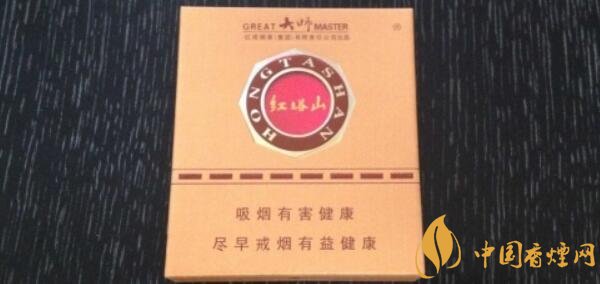 GREAT 大师 MASTER
红塔烟草（集团）有限责任公司出品
HONGTASHAN
红塔山
吸烟有害健康
尽早戒烟有益健康
中国香烟网